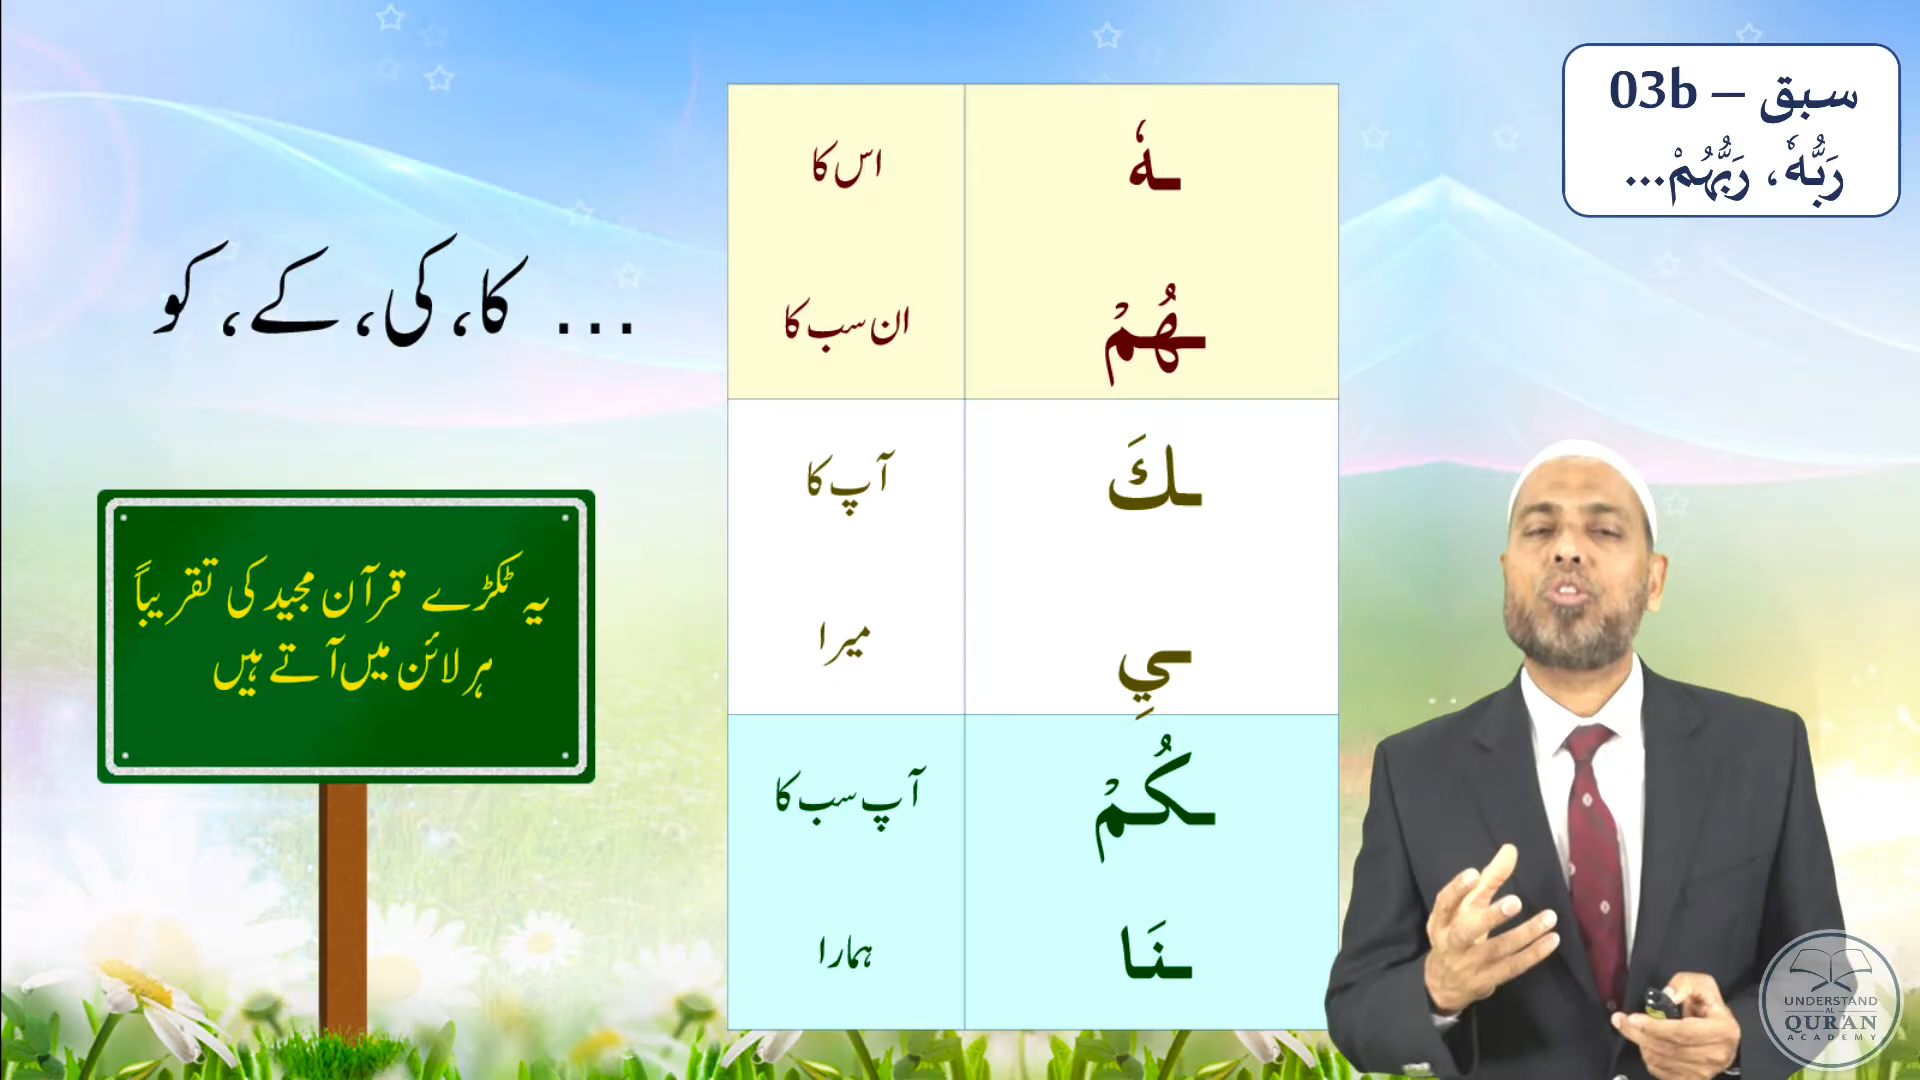 سبق – 03b
رَبُّهٗ، رَبُّهُمْ...
... کا، کی، کے، کو
ـهٗ اس کا
ـهُمْ ان سب کا
ـكَ آپ کا
ـيِ میرا
ـكُمْ آپ سب کا
ـنَا ہمارا
یہ ٹکڑے قرآن مجید کی تقریباً
ہر لائن میں آتے ہیں
UNDERSTAND
AL
QUR'AN
ACADEMY